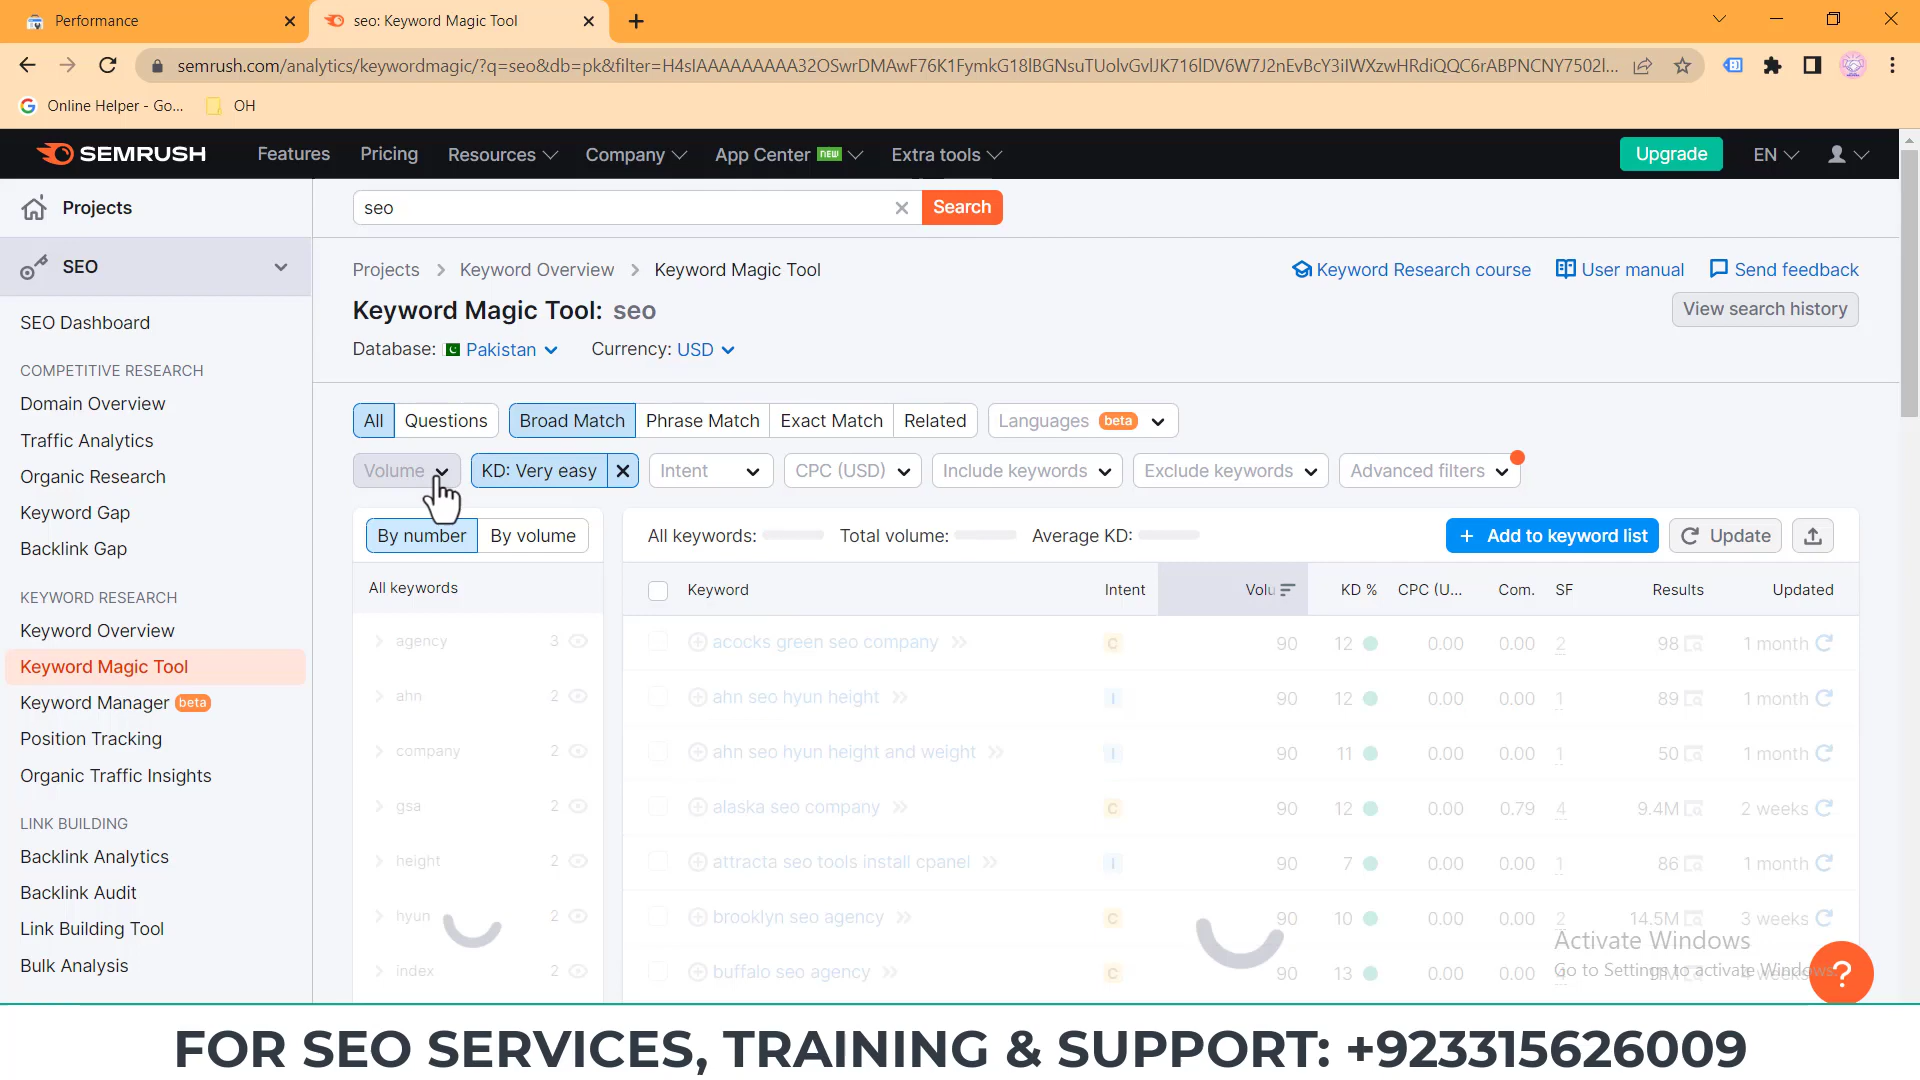 Performance
seo: Keyword Magic Tool
semrush.com/analytics/keywordmagic/?q=seo&db=pk&filter=
Online Helper - Go...
OH
SEMRUSH
Features
Pricing
Resources
Company
App Center NEW
Extra tools
Upgrade
EN
Projects
SEO
SEO Dashboard
COMPETITIVE RESEARCH
Domain Overview
Traffic Analytics
Organic Research
Keyword Gap
Backlink Gap
KEYWORD RESEARCH
Keyword Overview
Keyword Magic Tool
Keyword Manager beta
Position Tracking
Organic Traffic Insights
LINK BUILDING
Backlink Analytics
Backlink Audit
Link Building Tool
Bulk Analysis
seo
Search
Projects > Keyword Overview > Keyword Magic Tool
Keyword Research course
User manual
Send feedback
Keyword Magic Tool: seo
View search history
Database: Pakistan
Currency: USD
All
Questions
Broad Match
Phrase Match
Exact Match
Related
Languages beta
Volume
KD: Very easy
Intent
CPC (USD)
Include keywords
Exclude keywords
Advanced filters
By number
By volume
All keywords:
Total volume:
Average KD:
+ Add to keyword list
Update
All keywords
agency 3
ahn 2
company 2
gsa 2
height 2
hyun 2
index 2
Keyword Intent Volu KD % CPC (U... Com. SF Results Updated
acocks green seo company C 90 12 0.00 0.00 2 98 1 month
ahn seo hyun height I 90 12 0.00 0.00 1 89 1 month
ahn seo hyun height and weight I 90 11 0.00 0.00 1 50 1 month
alaska seo company C 90 12 0.00 0.79 4 9.4M 2 weeks
attracta seo tools install cpanel I 90 7 0.00 0.00 1 86 1 month
brooklyn seo agency C 90 10 0.00 0.00 2 14.5M 3 weeks
buffalo seo agency C 90 13 0.00 0.00 weeks
Activate Windows
Go to Settings to activate Windows.
?
FOR SEO SERVICES, TRAINING & SUPPORT: +923315626009